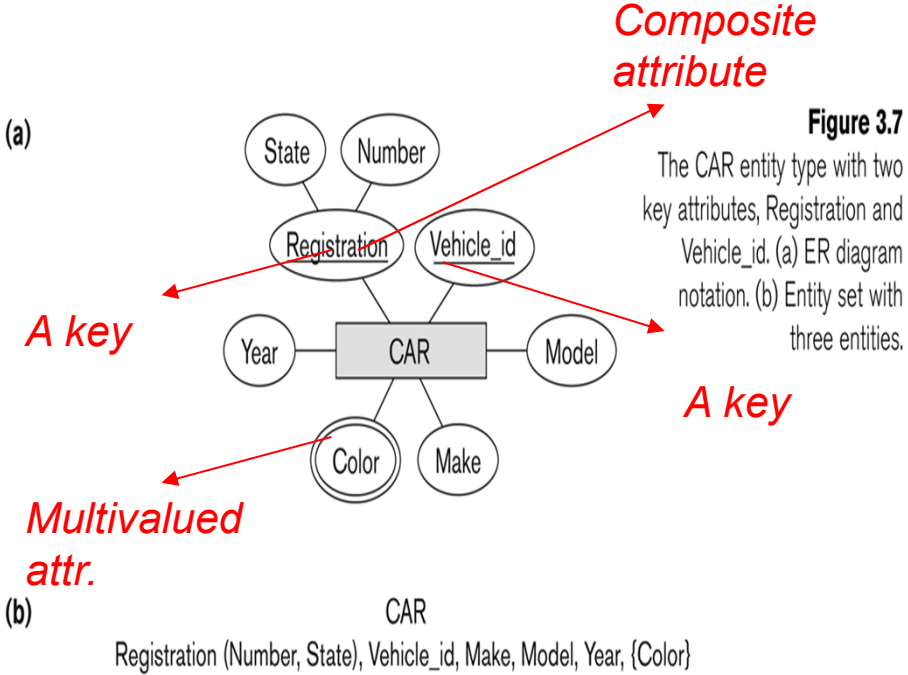 Composite
attribute
(a)
Figure 3.7
The CAR entity type with two
key attributes, Registration and
Vehicle_id. (a) ER diagram
notation. (b) Entity set with
three entities.
State
Number
Registration
Vehicle_id
A key
Year
CAR
Model
A key
Color
Make
Multivalued
attr.
(b)
CAR
Registration (Number, State), Vehicle_id, Make, Model, Year, {Color}